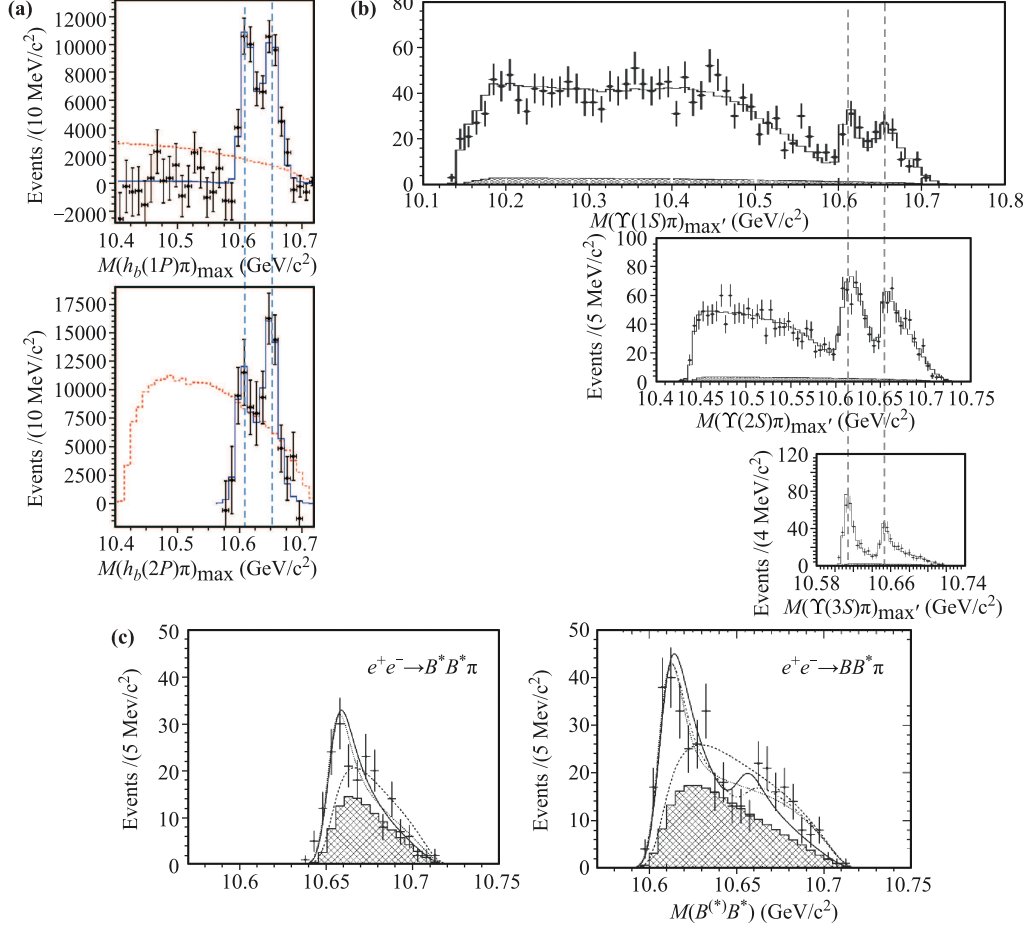 (a)
12000
10000
8000
6000
4000
2000
0
−2000
Events /(10 MeV/c²)
10.4 10.5 10.6 10.7
M(h_b(1P)π)_max (GeV/c²)
17500
15000
12500
10000
7500
5000
2500
0
Events /(10 MeV/c²)
10.4 10.5 10.6 10.7
M(h_b(2P)π)_max (GeV/c²)
(b)
80
60
40
20
0
Events /(10 MeV/c²)
10.1 10.2 10.3 10.4 10.5 10.6 10.7 10.8
M(ϒ(1S)π)_max′ (GeV/c²)
100
80
60
40
20
0
Events /(5 MeV/c²)
10.4 10.45 10.5 10.55 10.6 10.65 10.7 10.75
M(ϒ(2S)π)_max′ (GeV/c²)
120
80
40
0
Events /(4 MeV/c²)
10.58 10.66 10.74
M(ϒ(3S)π)_max′ (GeV/c²)
(c)
50
40
30
20
10
0
Events /(5 Mev/c²)
e⁺e⁻→B*B*π
10.6 10.65 10.7 10.75
50
40
30
20
10
0
Events /(5 Mev/c²)
e⁺e⁻→BB*π
10.6 10.65 10.7 10.75
M(B⁽*⁾B*) (GeV/c²)